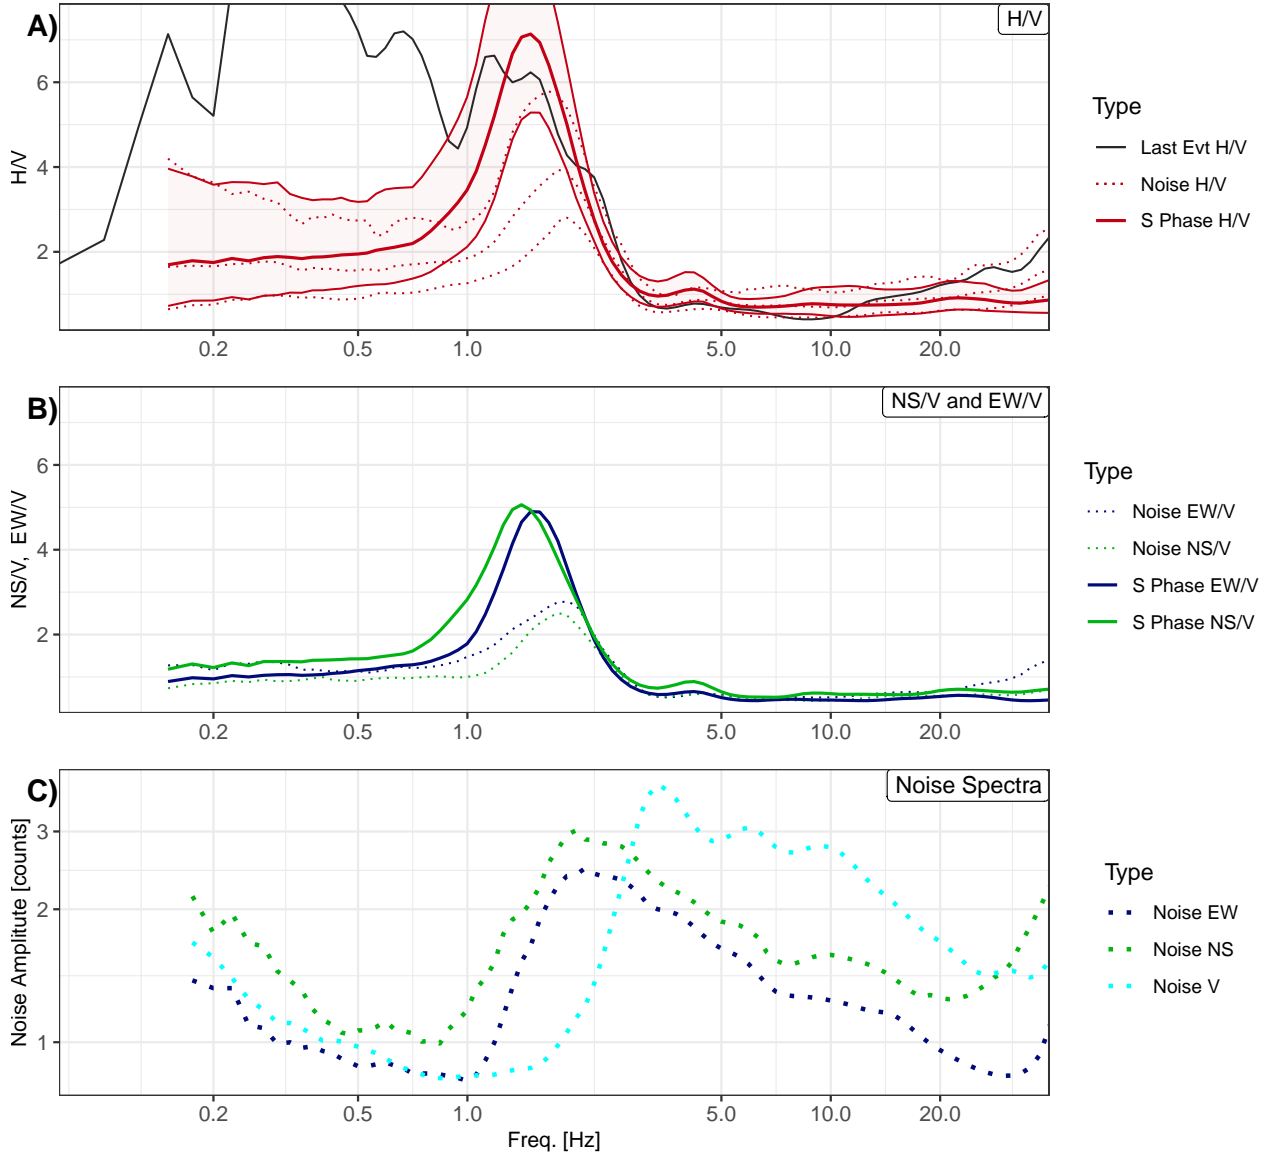 A)
H/V
6
4
2
H/V
0.2 0.5 1.0 5.0 10.0 20.0
Type
Last Evt H/V
Noise H/V
S Phase H/V
B)
NS/V and EW/V
6
4
2
NS/V, EW/V
0.2 0.5 1.0 5.0 10.0 20.0
Type
Noise EW/V
Noise NS/V
S Phase EW/V
S Phase NS/V
C)
Noise Spectra
3
2
1
Noise Amplitude [counts]
0.2 0.5 1.0 5.0 10.0 20.0
Freq. [Hz]
Type
Noise EW
Noise NS
Noise V